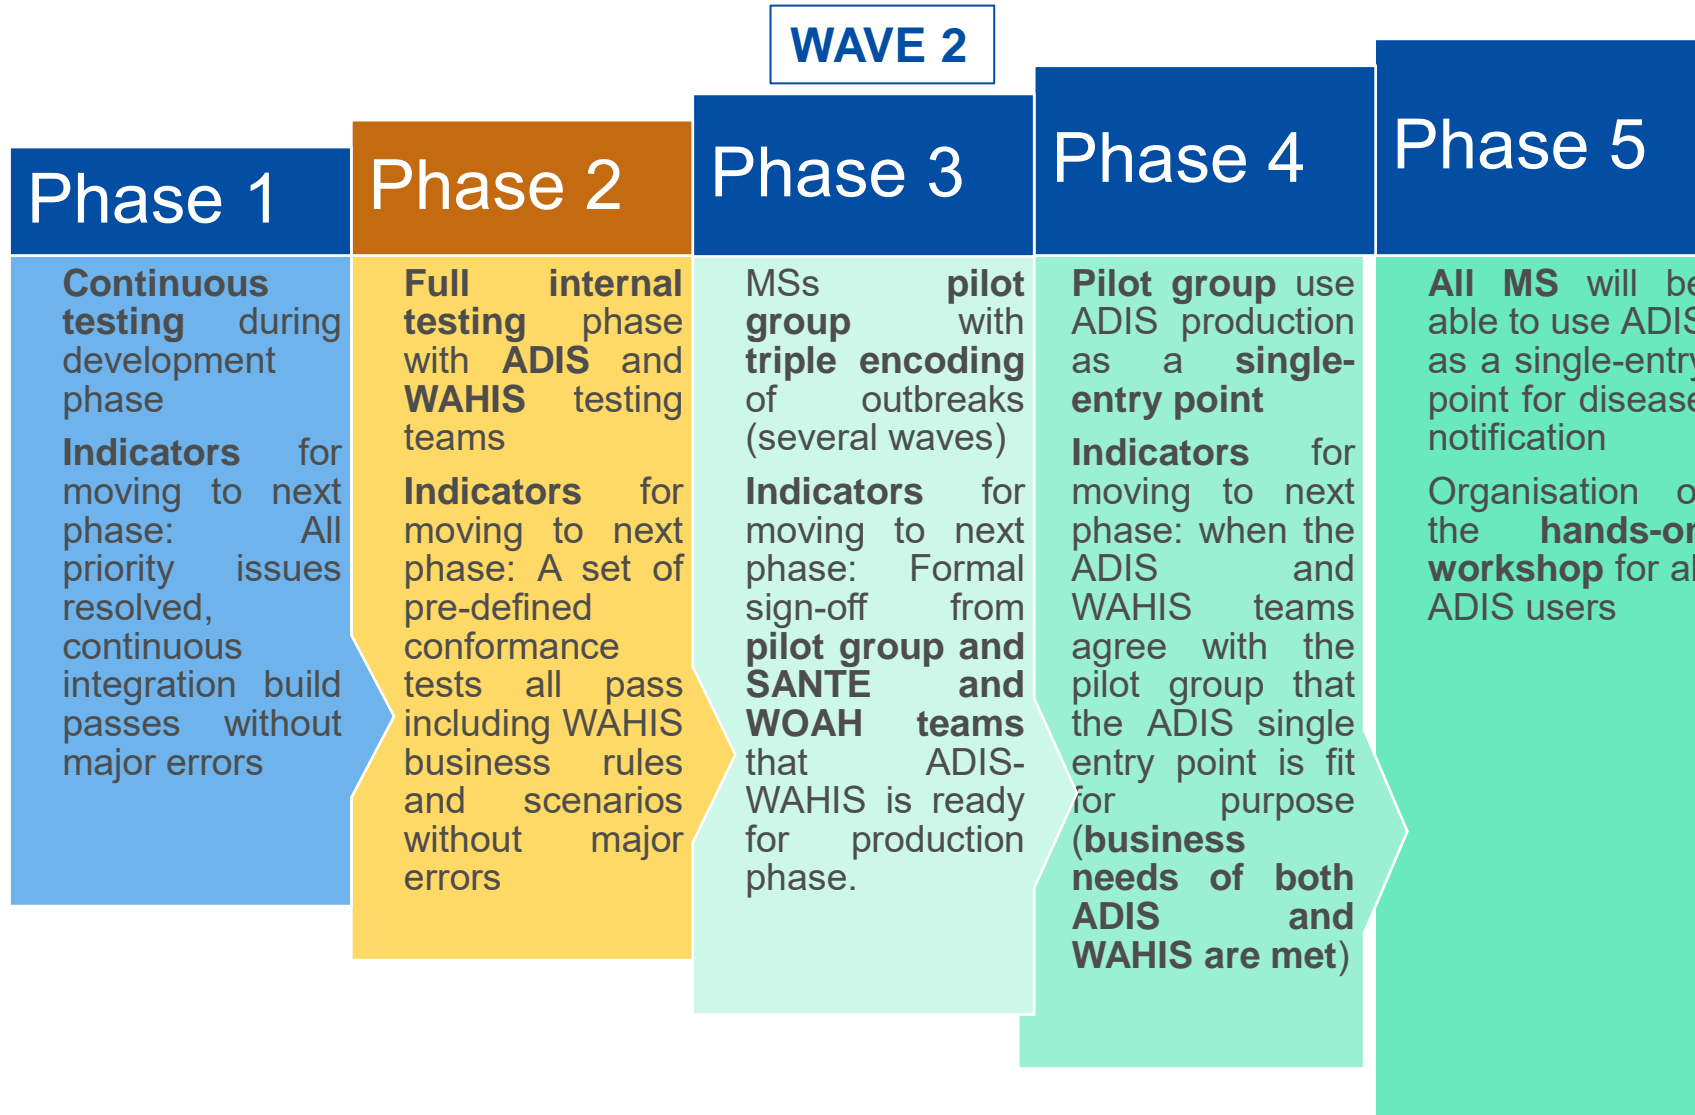 WAVE 2
Phase 1
Continuous
testing during
development
phase
Indicators for
moving to next
phase: All
priority issues
resolved,
continuous
integration build
passes without
major errors
Phase 2
Full internal
testing phase
with ADIS and
WAHIS testing
teams
Indicators for
moving to next
phase: A set of
pre-defined
conformance
tests all pass
including WAHIS
business rules
and scenarios
without major
errors
Phase 3
MSs pilot
group with
triple encoding
of outbreaks
(several waves)
Indicators for
moving to next
phase: Formal
sign-off from
pilot group and
SANTE and
WOAH teams
that ADIS-
WAHIS is ready
for production
phase.
Phase 4
Pilot group use
ADIS production
as a single-
entry point
Indicators for
moving to next
phase: when the
ADIS and
WAHIS teams
agree with the
pilot group that
the ADIS single
entry point is fit
for purpose
(business
needs of both
ADIS and
WAHIS are met)
Phase 5
All MS will be
able to use ADIS
as a single-entry
point for disease
notification
Organisation o
the hands-on
workshop for al
ADIS users